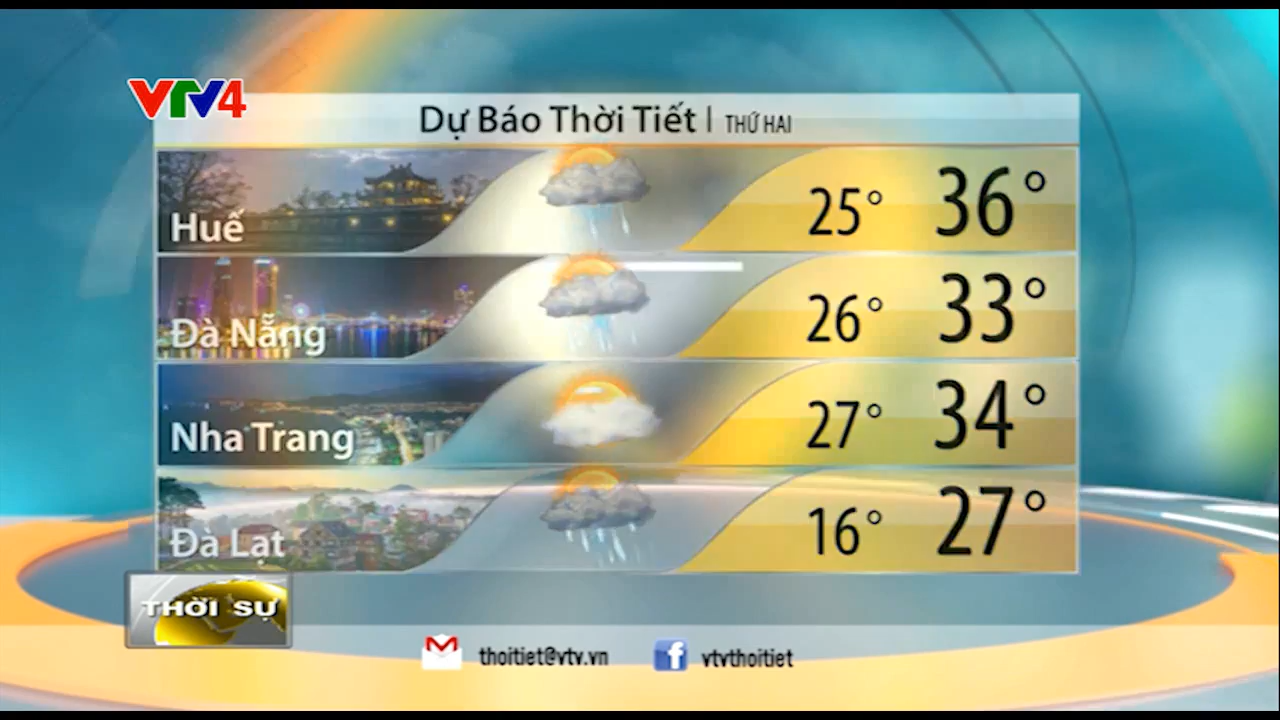 VTV4
Dự Báo Thời Tiết | THỨ HAI
Huế 25° 36°
Đà Nẵng 26° 33°
Nha Trang 27° 34°
Đà Lạt 16° 27°
THỜI SỰ
thoitiet@vtv.vn f vtvthoitiet